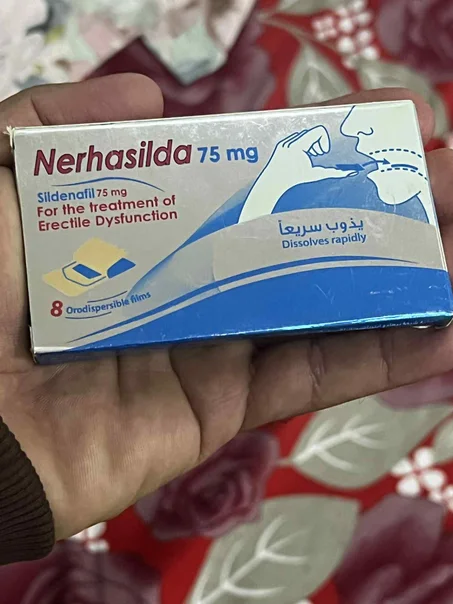 Nerhasilda 75 mg
Sildenafil 75 mg
For the treatment of
Erectile Dysfunction
يذوب سريعاً
Dissolves rapidly
8 Orodispersible films